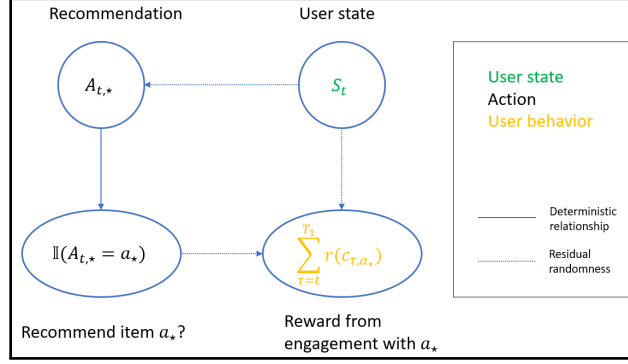 Recommendation
User state
A_{t,⋆}
S_t
𝕀(A_{t,⋆} = a_⋆)
\sum_{τ=t}^{T_1} r(c_{τ,a_⋆})
Recommend item a_⋆?
Reward from
engagement with a_⋆
User state
Action
User behavior
Deterministic
relationship
Residual
randomness